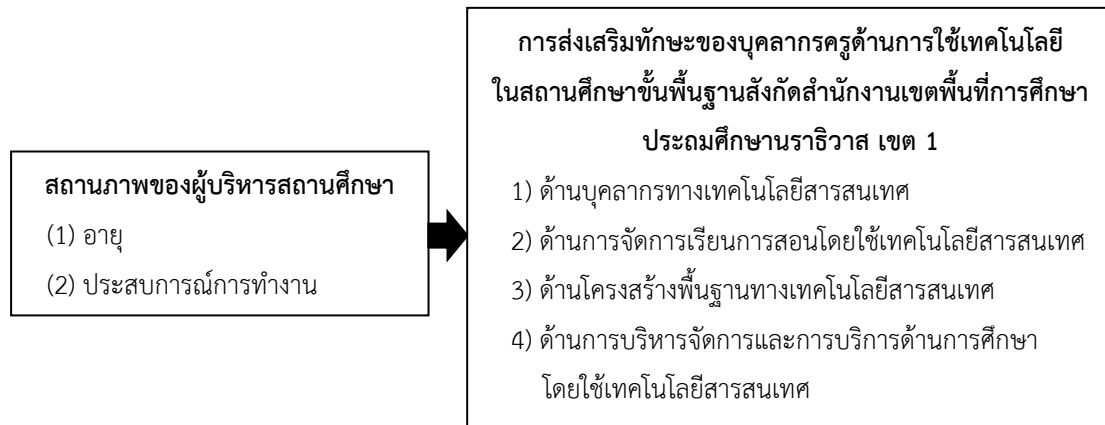 สถานภาพของผู้บริหารสถานศึกษา
(1) อายุ
(2) ประสบการณ์การทำงาน
การส่งเสริมทักษะของบุคลากรครูด้านการใช้เทคโนโลยี
ในสถานศึกษาขั้นพื้นฐานสังกัดสำนักงานเขตพื้นที่การศึกษา
ประถมศึกษานราธิวาส เขต 1
1) ด้านบุคลากรทางเทคโนโลยีสารสนเทศ
2) ด้านการจัดการเรียนการสอนโดยใช้เทคโนโลยีสารสนเทศ
3) ด้านโครงสร้างพื้นฐานทางเทคโนโลยีสารสนเทศ
4) ด้านการบริหารจัดการและการบริการด้านการศึกษา
โดยใช้เทคโนโลยีสารสนเทศ